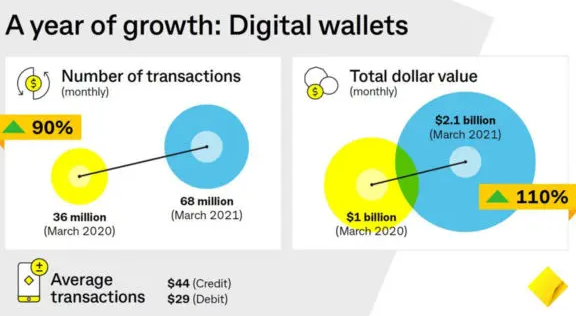 A year of growth: Digital wallets
Number of transactions
(monthly)
90%
36 million
(March 2020)
68 million
(March 2021)
Total dollar value
(monthly)
$2.1 billion
(March 2021)
$1 billion
(March 2020)
110%
Average
transactions
$44 (Credit)
$29 (Debit)